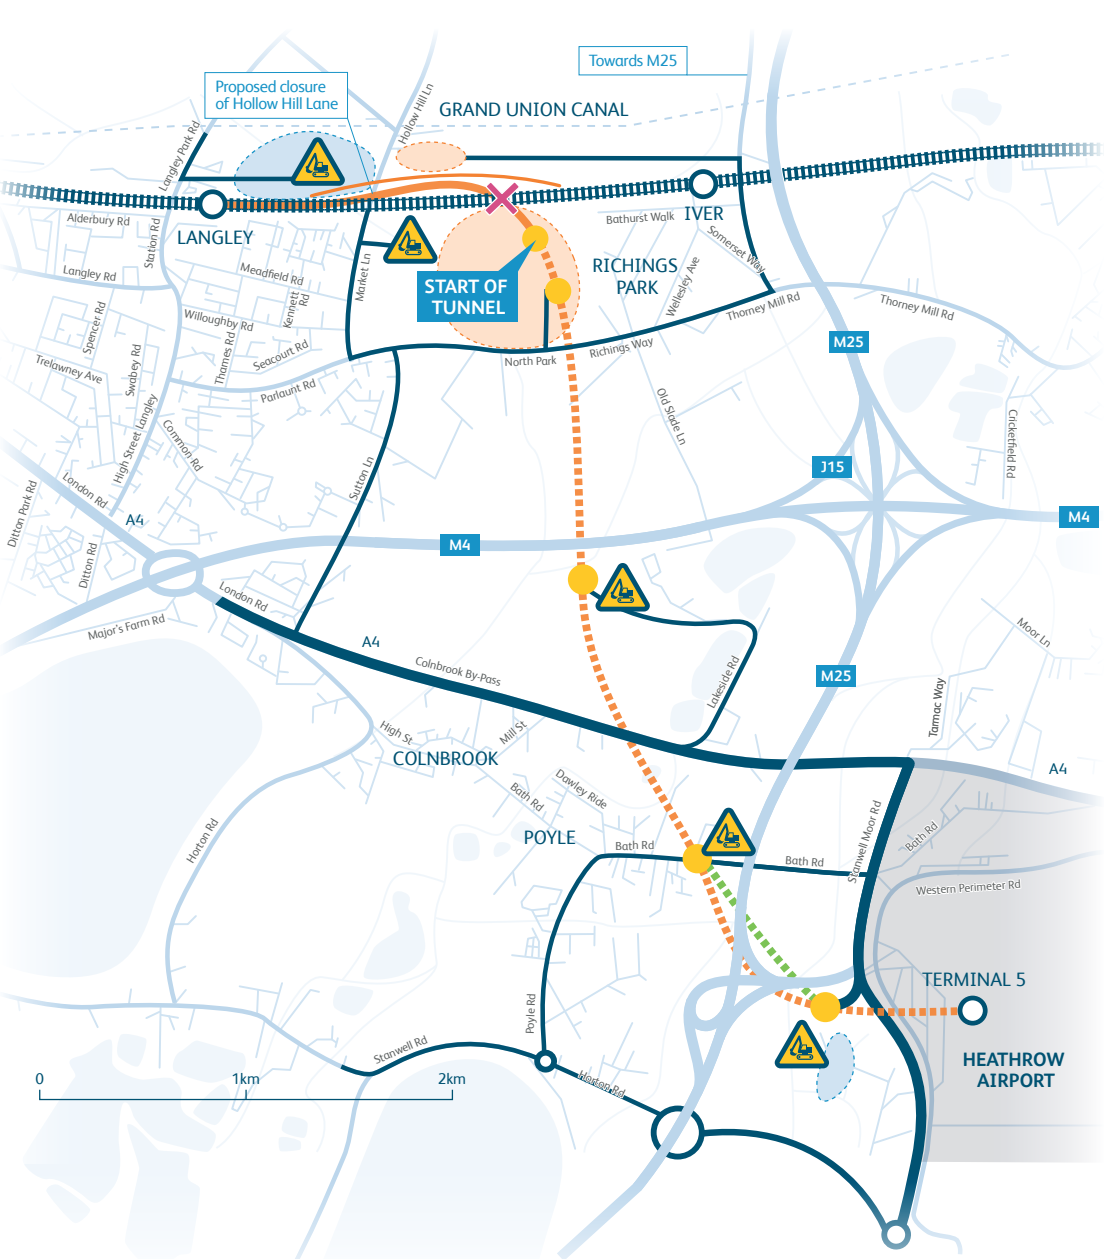 Towards M25
Proposed closure
of Hollow Hill Lane
GRAND UNION CANAL
Hollow Hill Ln
Langley Park Rd
LANGLEY
IVER
Alderbury Rd
Station Rd
Bathurst Walk
Somerset Way
Langley Rd
Meadfield Rd
Market Ln
RICHINGS
PARK
Wellesley Ave
START OF
TUNNEL
Kennett
Rd
Thorney Mill Rd
Thorney Mill Rd
Spencer Rd
Willoughby Rd
Thames Rd
Seacourt Rd
M25
Richings Way
North Park
Trelawney Ave
Swabey Rd
Parlaunt Rd
High Street Langley
Common Rd
Old Slade Ln
Cricketfield Rd
Sutton Ln
J15
London Rd
Ditton Park Rd
A4
M4
M4
Ditton Rd
London Rd
Major's Farm Rd
A4
Moor Ln
Colnbrook By-Pass
Lakeside Rd
M25
Tarmac Way
High St
Mill St
COLNBROOK
A4
Bath Rd
Dawley Ride
Horton Rd
POYLE
Bath Rd
Bath Rd
Stanwell Moor Rd
Bath Rd
Western Perimeter Rd
TERMINAL 5
Poyle Rd
Stanwell Rd
HEATHROW
AIRPORT
Horton Rd
0
1km
2km